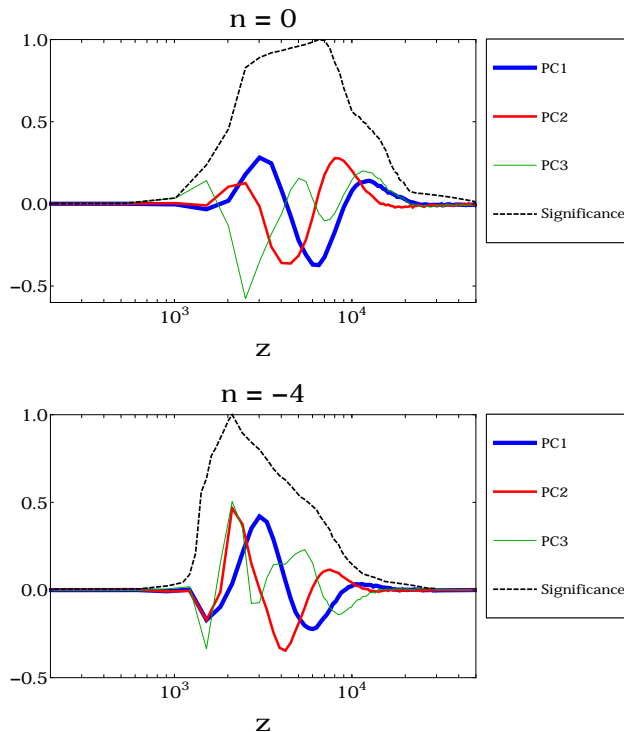 n = 0
1.0
0.5
0.0
−0.5
10³
10⁴
z
PC1
PC2
PC3
Significance
n = −4
1.0
0.5
0.0
−0.5
10³
10⁴
z
PC1
PC2
PC3
Significance